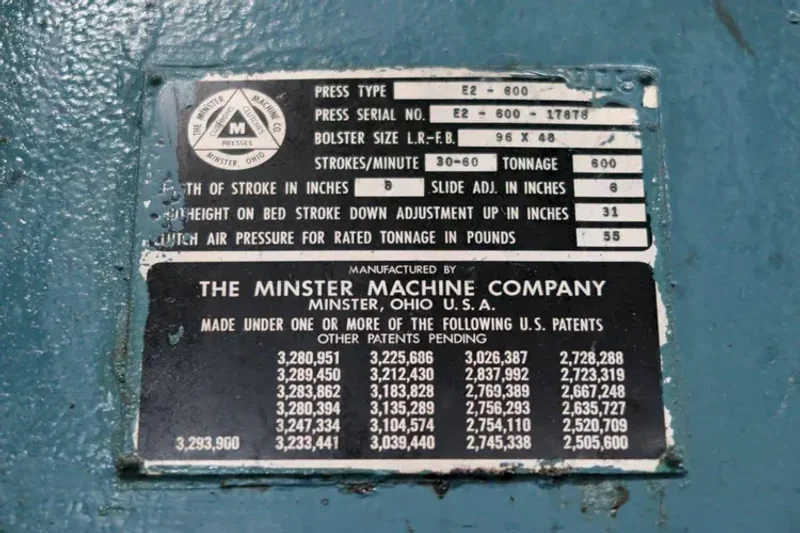 THE MINSTER MACHINE CO.
CUSHIONS CLUTCHES
M
PRESSES
MINSTER, OHIO
PRESS TYPE E2 - 600
PRESS SERIAL NO. E2 - 600 - 17878
BOLSTER SIZE L.R.-F.B. 96 X 48
STROKES/MINUTE 30-60 TONNAGE 600
OF STROKE IN INCHES 8 SLIDE ADJ. IN INCHES 6
HEIGHT ON BED STROKE DOWN ADJUSTMENT UP IN INCHES 31
AIR PRESSURE FOR RATED TONNAGE IN POUNDS 55
MANUFACTURED BY
THE MINSTER MACHINE COMPANY
MINSTER, OHIO U.S.A.
MADE UNDER ONE OR MORE OF THE FOLLOWING U.S. PATENTS
OTHER PATENTS PENDING
3,280,951 3,225,686 3,026,387 2,728,288
3,289,450 3,212,430 2,837,992 2,723,319
3,283,862 3,183,828 2,769,389 2,667,248
3,280,394 3,135,289 2,756,293 2,635,727
3,247,334 3,104,574 2,754,110 2,520,709
3,293,900 3,233,441 3,039,440 2,745,338 2,505,600